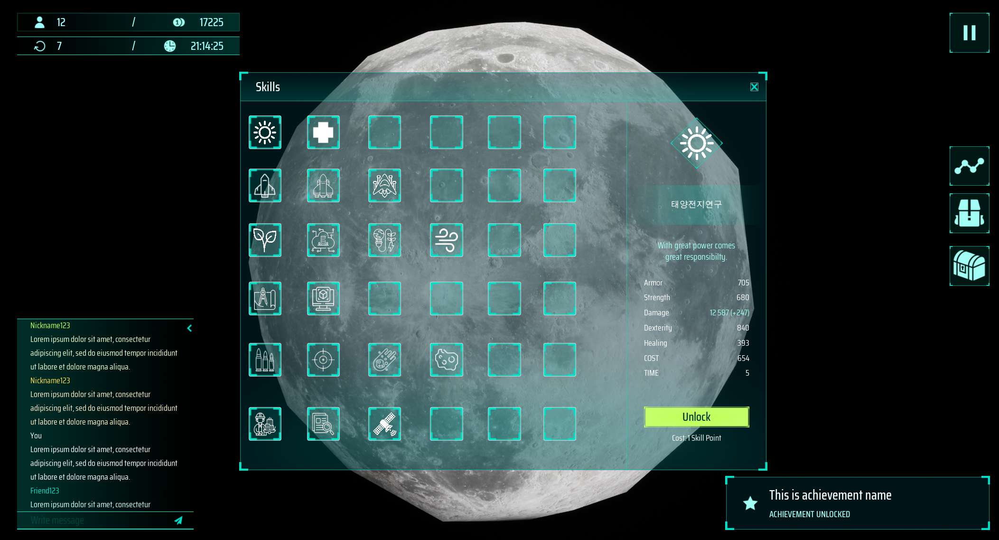 12 / 17225
7 / 21:14:25
Skills
태양전지연구
With great power comes
great responsibilty.
Armor 705
Strength 680
Damage 12 587 (+247)
Dexterity 840
Healing 393
COST 654
TIME 5
Unlock
Cost: 1 Skill Point
Nickname123
Lorem ipsum dolor sit amet, consectetur
adipiscing elit, sed do eiusmod tempor incididunt
ut labore et dolore magna aliqua.
Nickname123
Lorem ipsum dolor sit amet, consectetur
adipiscing elit, sed do eiusmod tempor incididunt
ut labore et dolore magna aliqua.
You
Lorem ipsum dolor sit amet, consectetur
adipiscing elit, sed do eiusmod tempor incididunt
ut labore et dolore magna aliqua.
Friend123
Lorem ipsum dolor sit amet, consectetur
Write message
This is achievement name
ACHIEVEMENT UNLOCKED